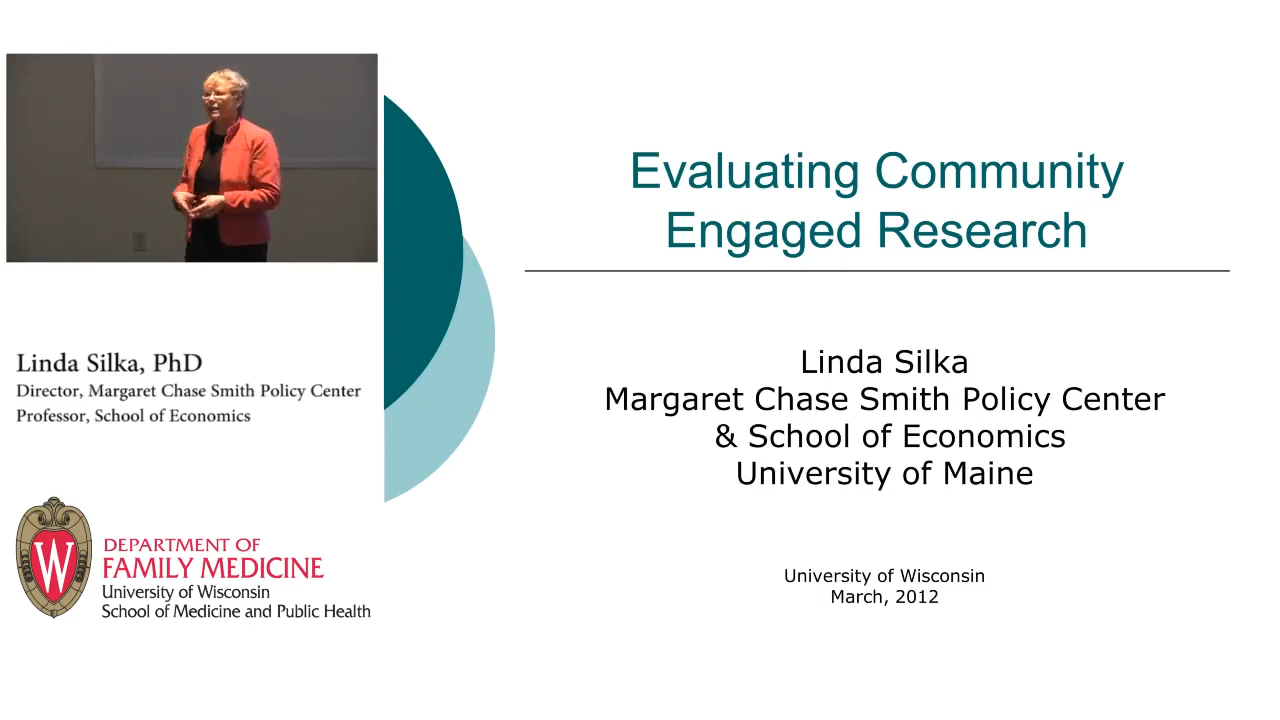 Evaluating Community
Engaged Research
Linda Silka
Margaret Chase Smith Policy Center
& School of Economics
University of Maine
University of Wisconsin
March, 2012
Linda Silka, PhD
Director, Margaret Chase Smith Policy Center
Professor, School of Economics
W
DEPARTMENT OF
FAMILY MEDICINE
University of Wisconsin
School of Medicine and Public Health